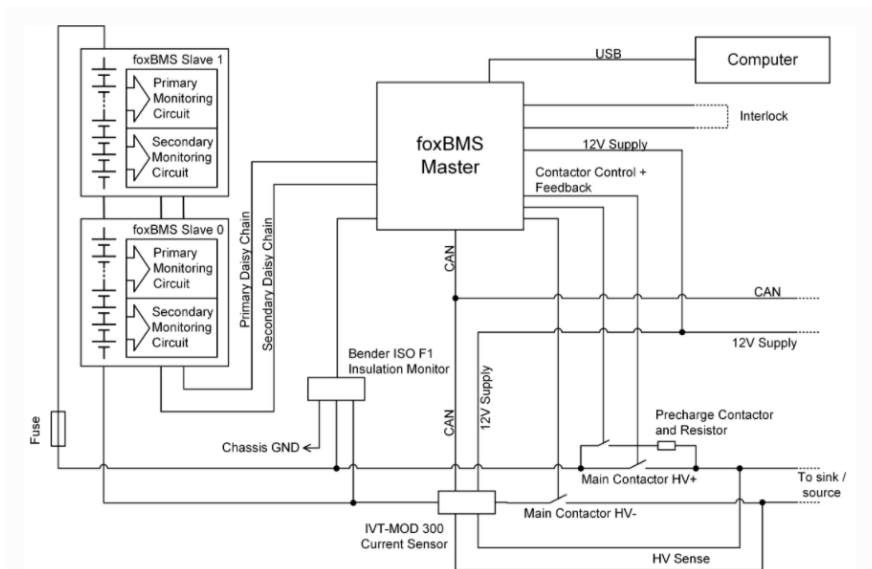 foxBMS Slave 1
Primary
Monitoring
Circuit
Secondary
Monitoring
Circuit
foxBMS Slave 0
Primary
Monitoring
Circuit
Secondary
Monitoring
Circuit
Primary Daisy Chain
Secondary Daisy Chain
foxBMS
Master
USB
Computer
Interlock
12V Supply
Contactor Control +
Feedback
CAN
CAN
12V Supply
Bender ISO F1
Insulation Monitor
Chassis GND
Fuse
CAN
12V Supply
Precharge Contactor
and Resistor
Main Contactor HV+
To sink /
source
Main Contactor HV-
IVT-MOD 300
Current Sensor
HV Sense